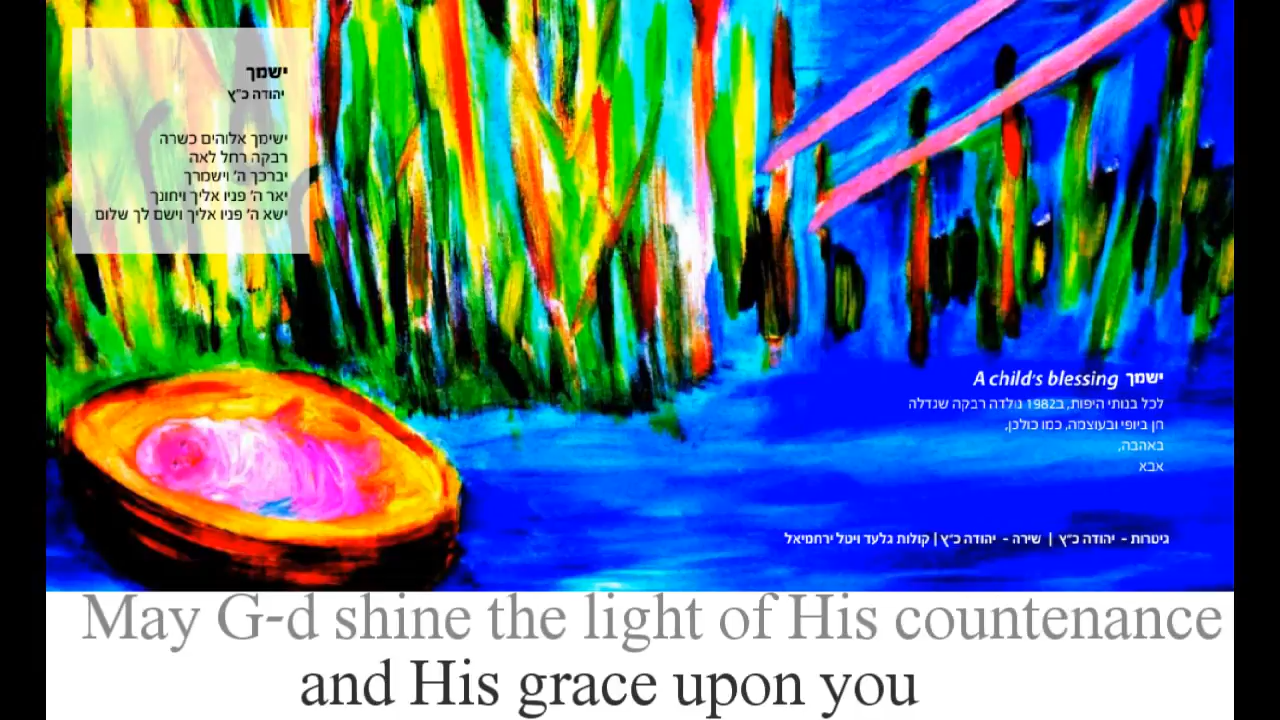 ישמך
יהודה כ"ץ
ישימך אלוהים כשרה
רבקה רחל לאה
יברכך ה' וישמרך
יאר ה' פניו אליך ויחונך
ישא ה' פניו אליך וישם לך שלום
ישמך A child's blessing
לכל בנותי היפות, ב1982 נולדה רבקה שגדלה
חן ביופי ובעוצמה, כמו כולכן,
באהבה,
אבא
גיטרות - יהודה כ"ץ | שירה - יהודה כ"ץ | קולות גלעד ויטל ירחמיאל
May G-d shine the light of His countenance
and His grace upon you